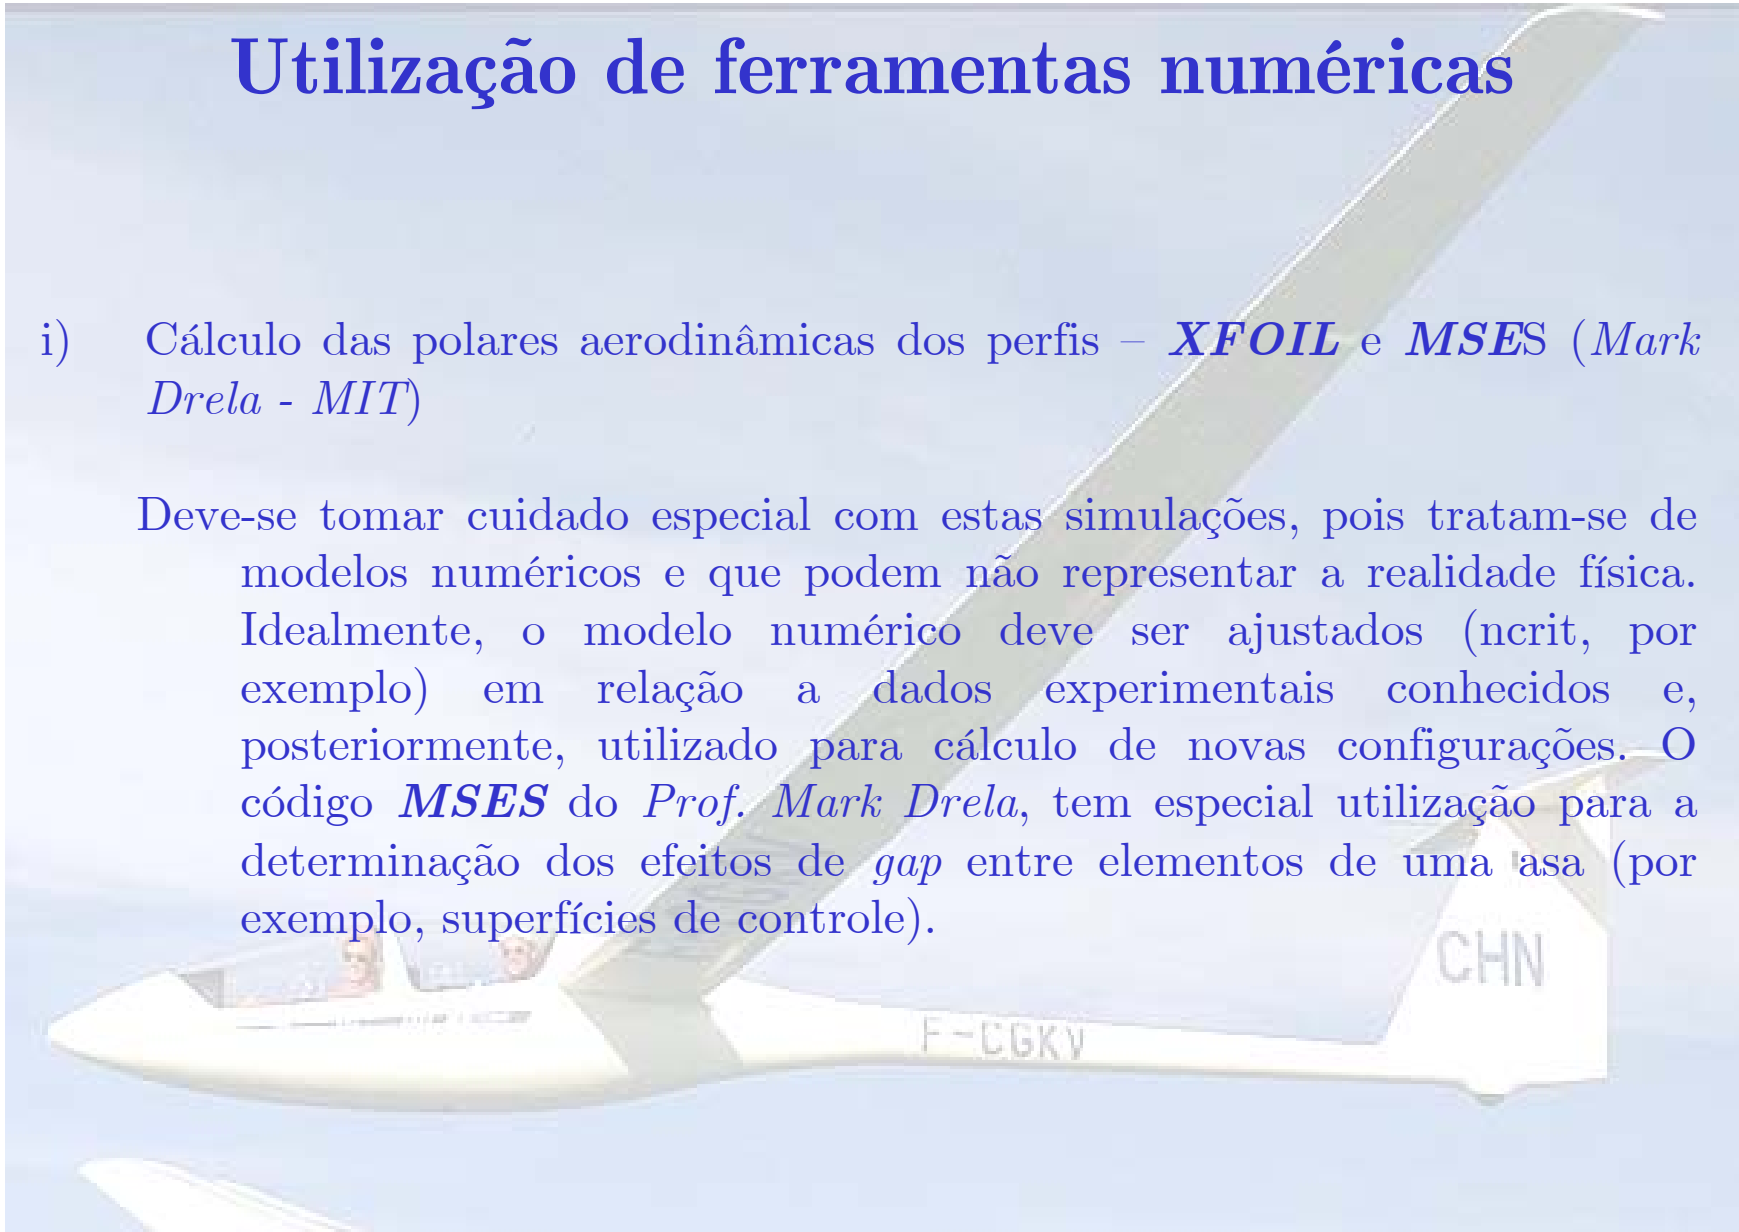 Utilização de ferramentas numéricas
i) Cálculo das polares aerodinâmicas dos perfis – XFOIL e MSES (Mark
Drela - MIT)
Deve-se tomar cuidado especial com estas simulações, pois tratam-se de
modelos numéricos e que podem não representar a realidade física.
Idealmente, o modelo numérico deve ser ajustados (ncrit, por
exemplo) em relação a dados experimentais conhecidos e,
posteriormente, utilizado para cálculo de novas configurações. O
código MSES do Prof. Mark Drela, tem especial utilização para a
determinação dos efeitos de gap entre elementos de uma asa (por
exemplo, superfícies de controle).
CHN
F-CGKV